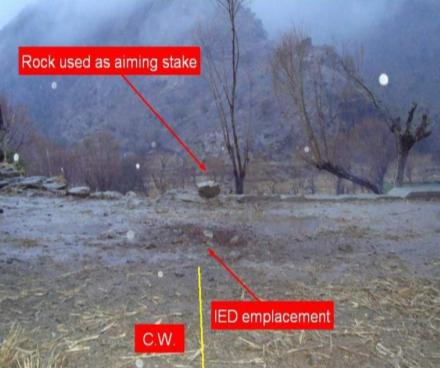 Rock used as aiming stake
IED emplacement
C.W.